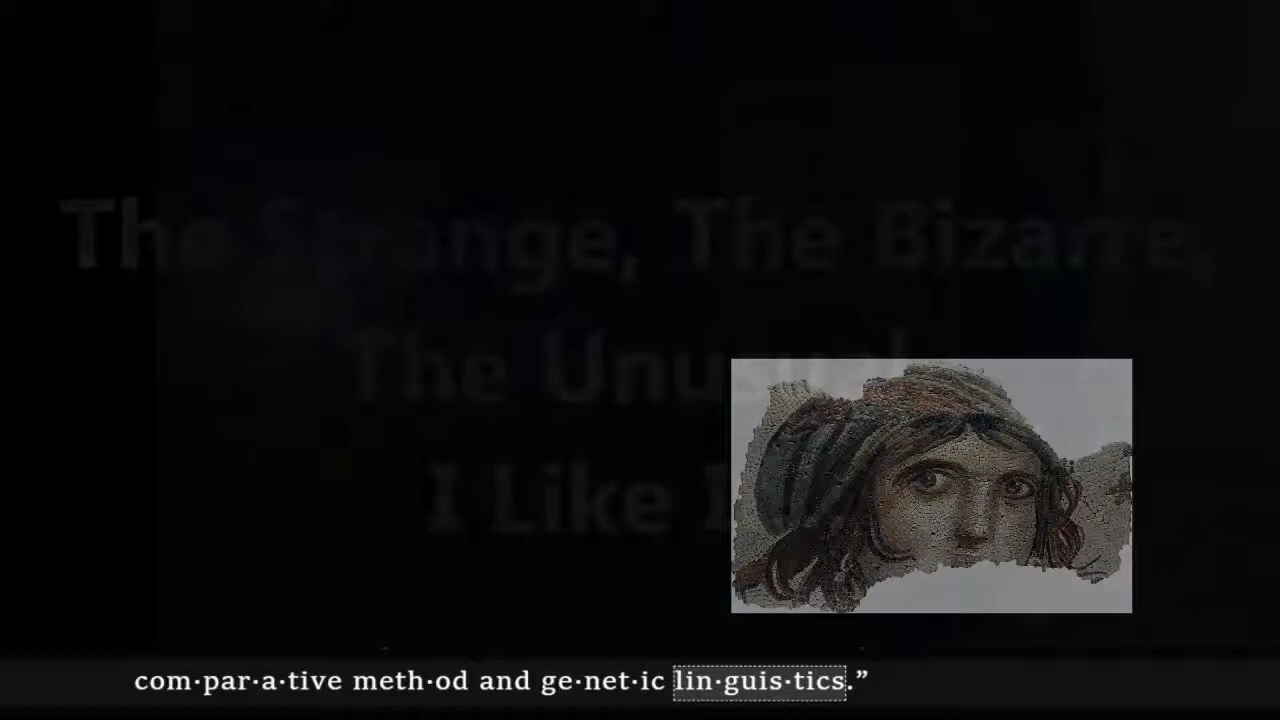 The Strange, The Bizarre,
The Unusual
I Like I
com·par·a·tive meth·od and ge·net·ic lin·guis·tics.”